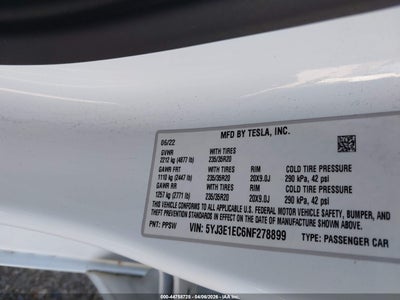 MFD BY TESLA, INC.
06/22
GVWR WITH TIRES
2212 kg (4877 lb) 235/35R20
GAWR FRT WITH TIRES RIM COLD TIRE PRESSURE
1110 kg (2447 lb) 235/35R20 20X9.0J 290 kPa, 42 psi
GAWR RR WITH TIRES RIM COLD TIRE PRESSURE
1257 kg (2771 lb) 235/35R20 20X9.0J 290 kPa, 42 psi
THIS VEHICLE CONFORMS TO ALL APPLICABLE U.S.
FEDERAL MOTOR VEHICLE SAFETY, BUMPER, AND
THEFT PREVENTION STANDARDS IN EFFECT ON THE
DATE OF MANUFACTURE SHOWN ABOVE.
PNT: PPSW VIN: 5YJ3E1EC6NF278899 TYPE: PASSENGER CAR
000-44758725 - 04/06/2026 - IAA Holdings, LLC